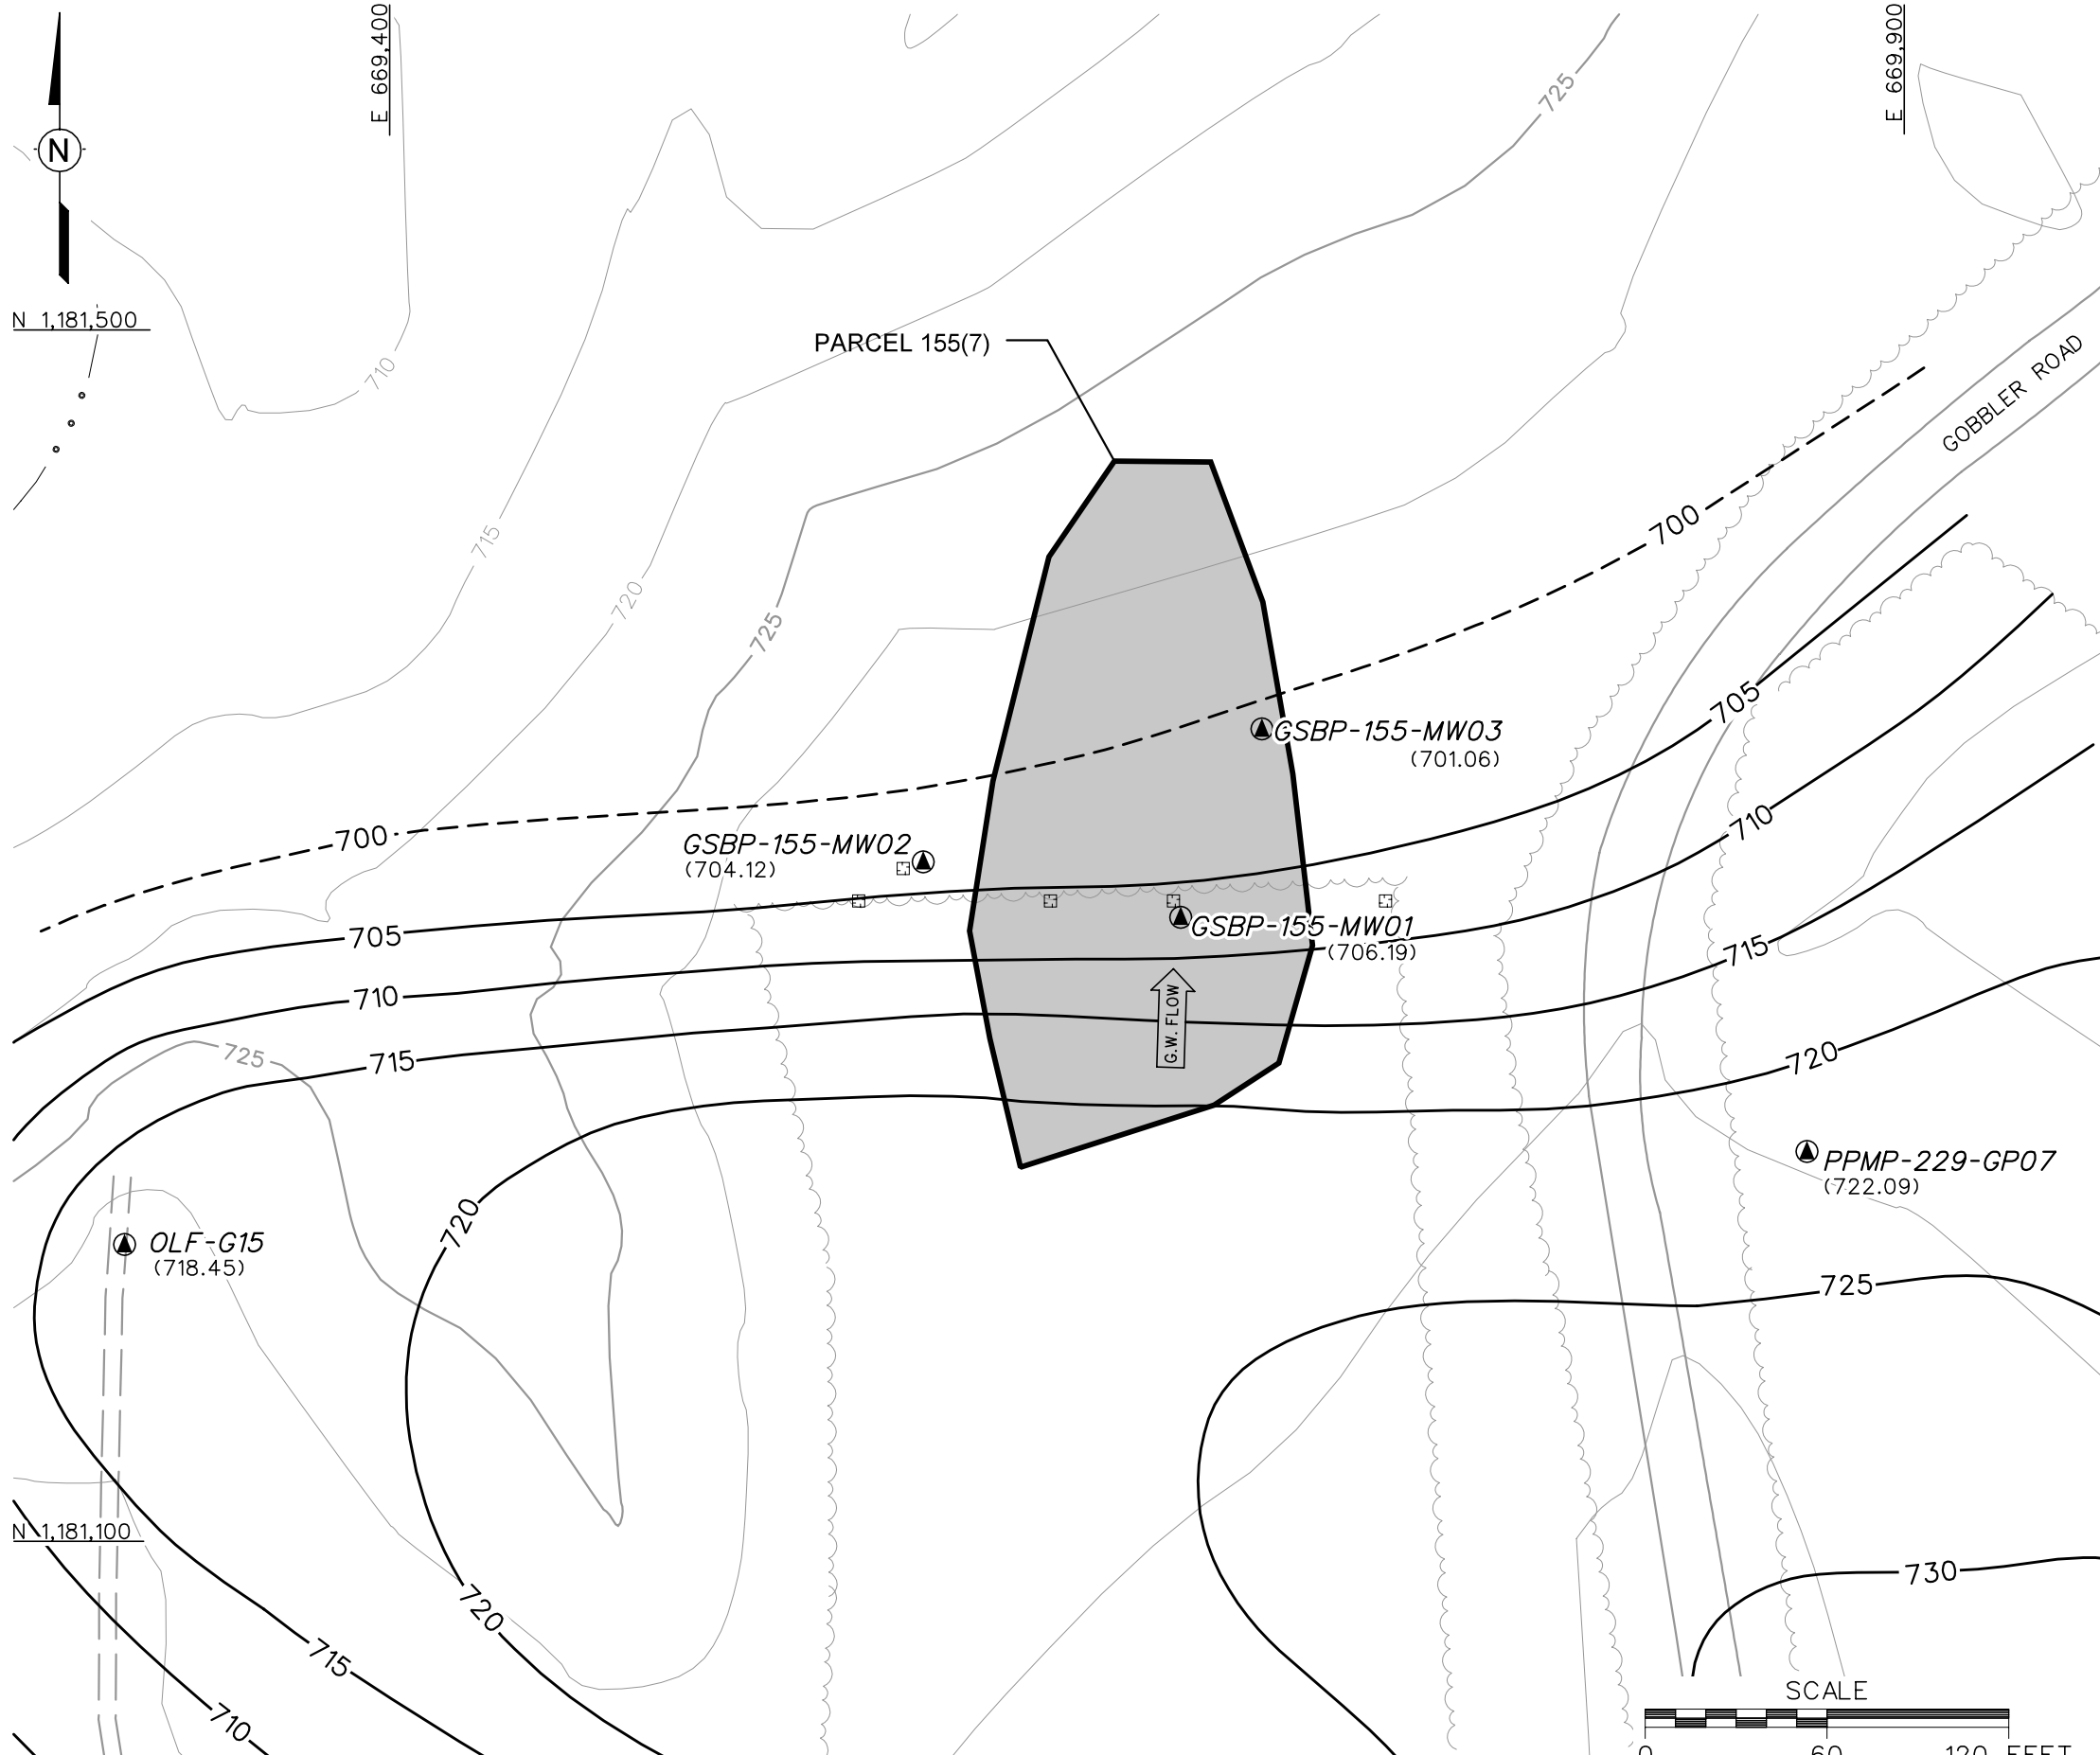 E 669,400
E 669,900
N
725
N 1,181,500
PARCEL 155(7)
GOBBLER ROAD
710
700
715
720
725
705
GSBP-155-MW03
(701.06)
710
700
GSBP-155-MW02
(704.12)
GSBP-155-MW01
(706.19)
705
715
710
G.W. FLOW
725
715
720
PPMP-229-GP07
(722.09)
720
OLF-G15
(718.45)
725
N 1,181,100
730
720
715
SCALE
710
0 60 120 FEET